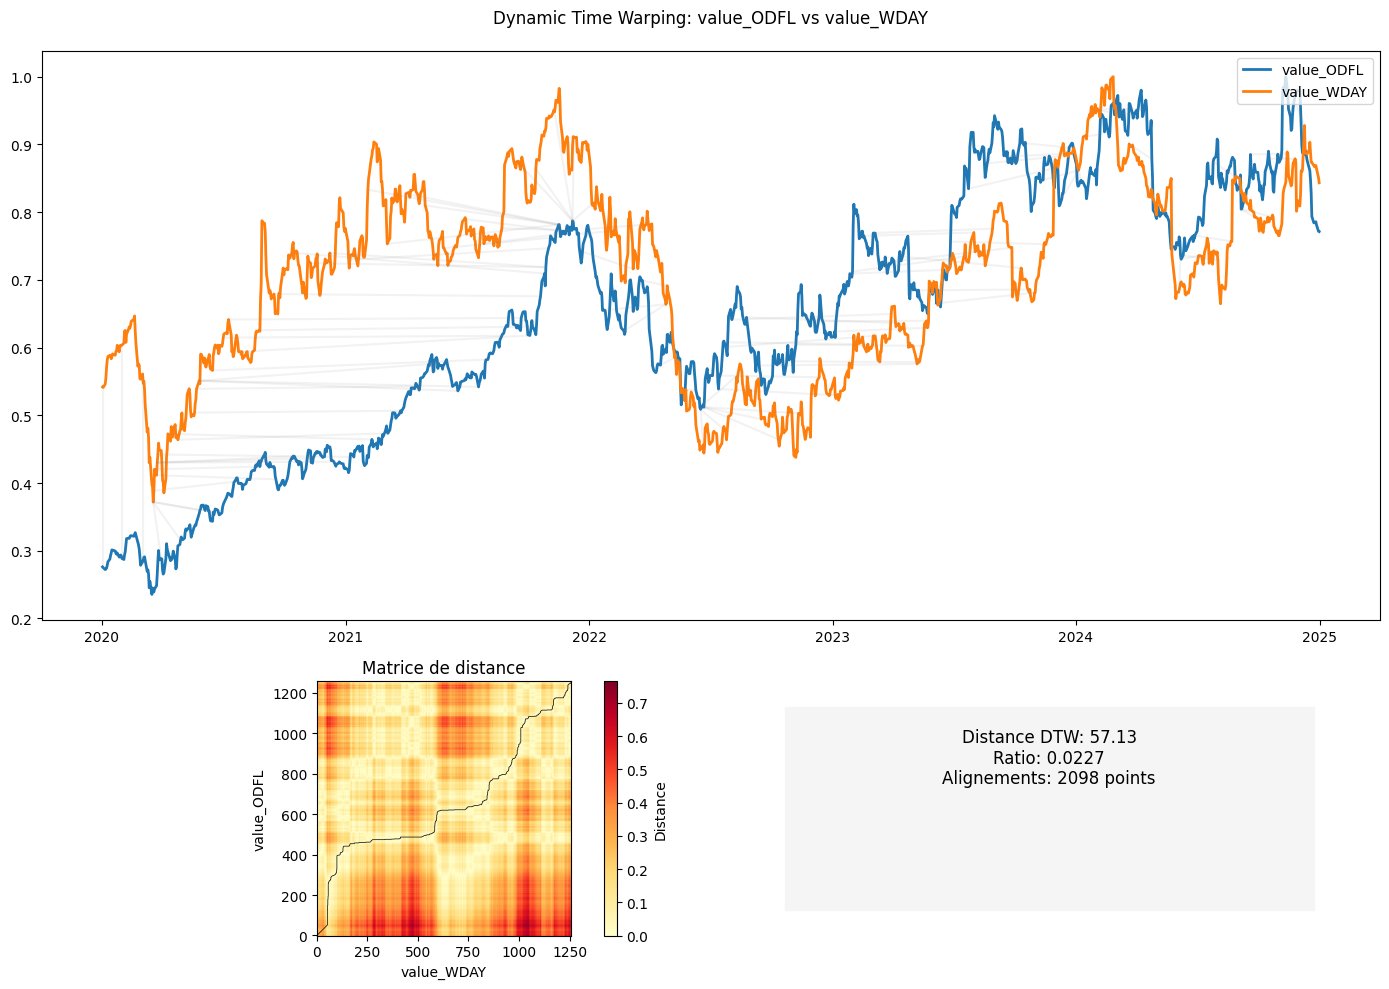 Dynamic Time Warping: value_ODFL vs value_WDAY
value_ODFL
value_WDAY
1.0
0.9
0.8
0.7
0.6
0.5
0.4
0.3
0.2
2020 2021 2022 2023 2024 2025
Matrice de distance
value_ODFL
1200
1000
800
600
400
200
0
0 250 500 750 1000 1250
value_WDAY
0.7
0.6
0.5
0.4
0.3
0.2
0.1
0.0
Distance
Distance DTW: 57.13
Ratio: 0.0227
Alignements: 2098 points